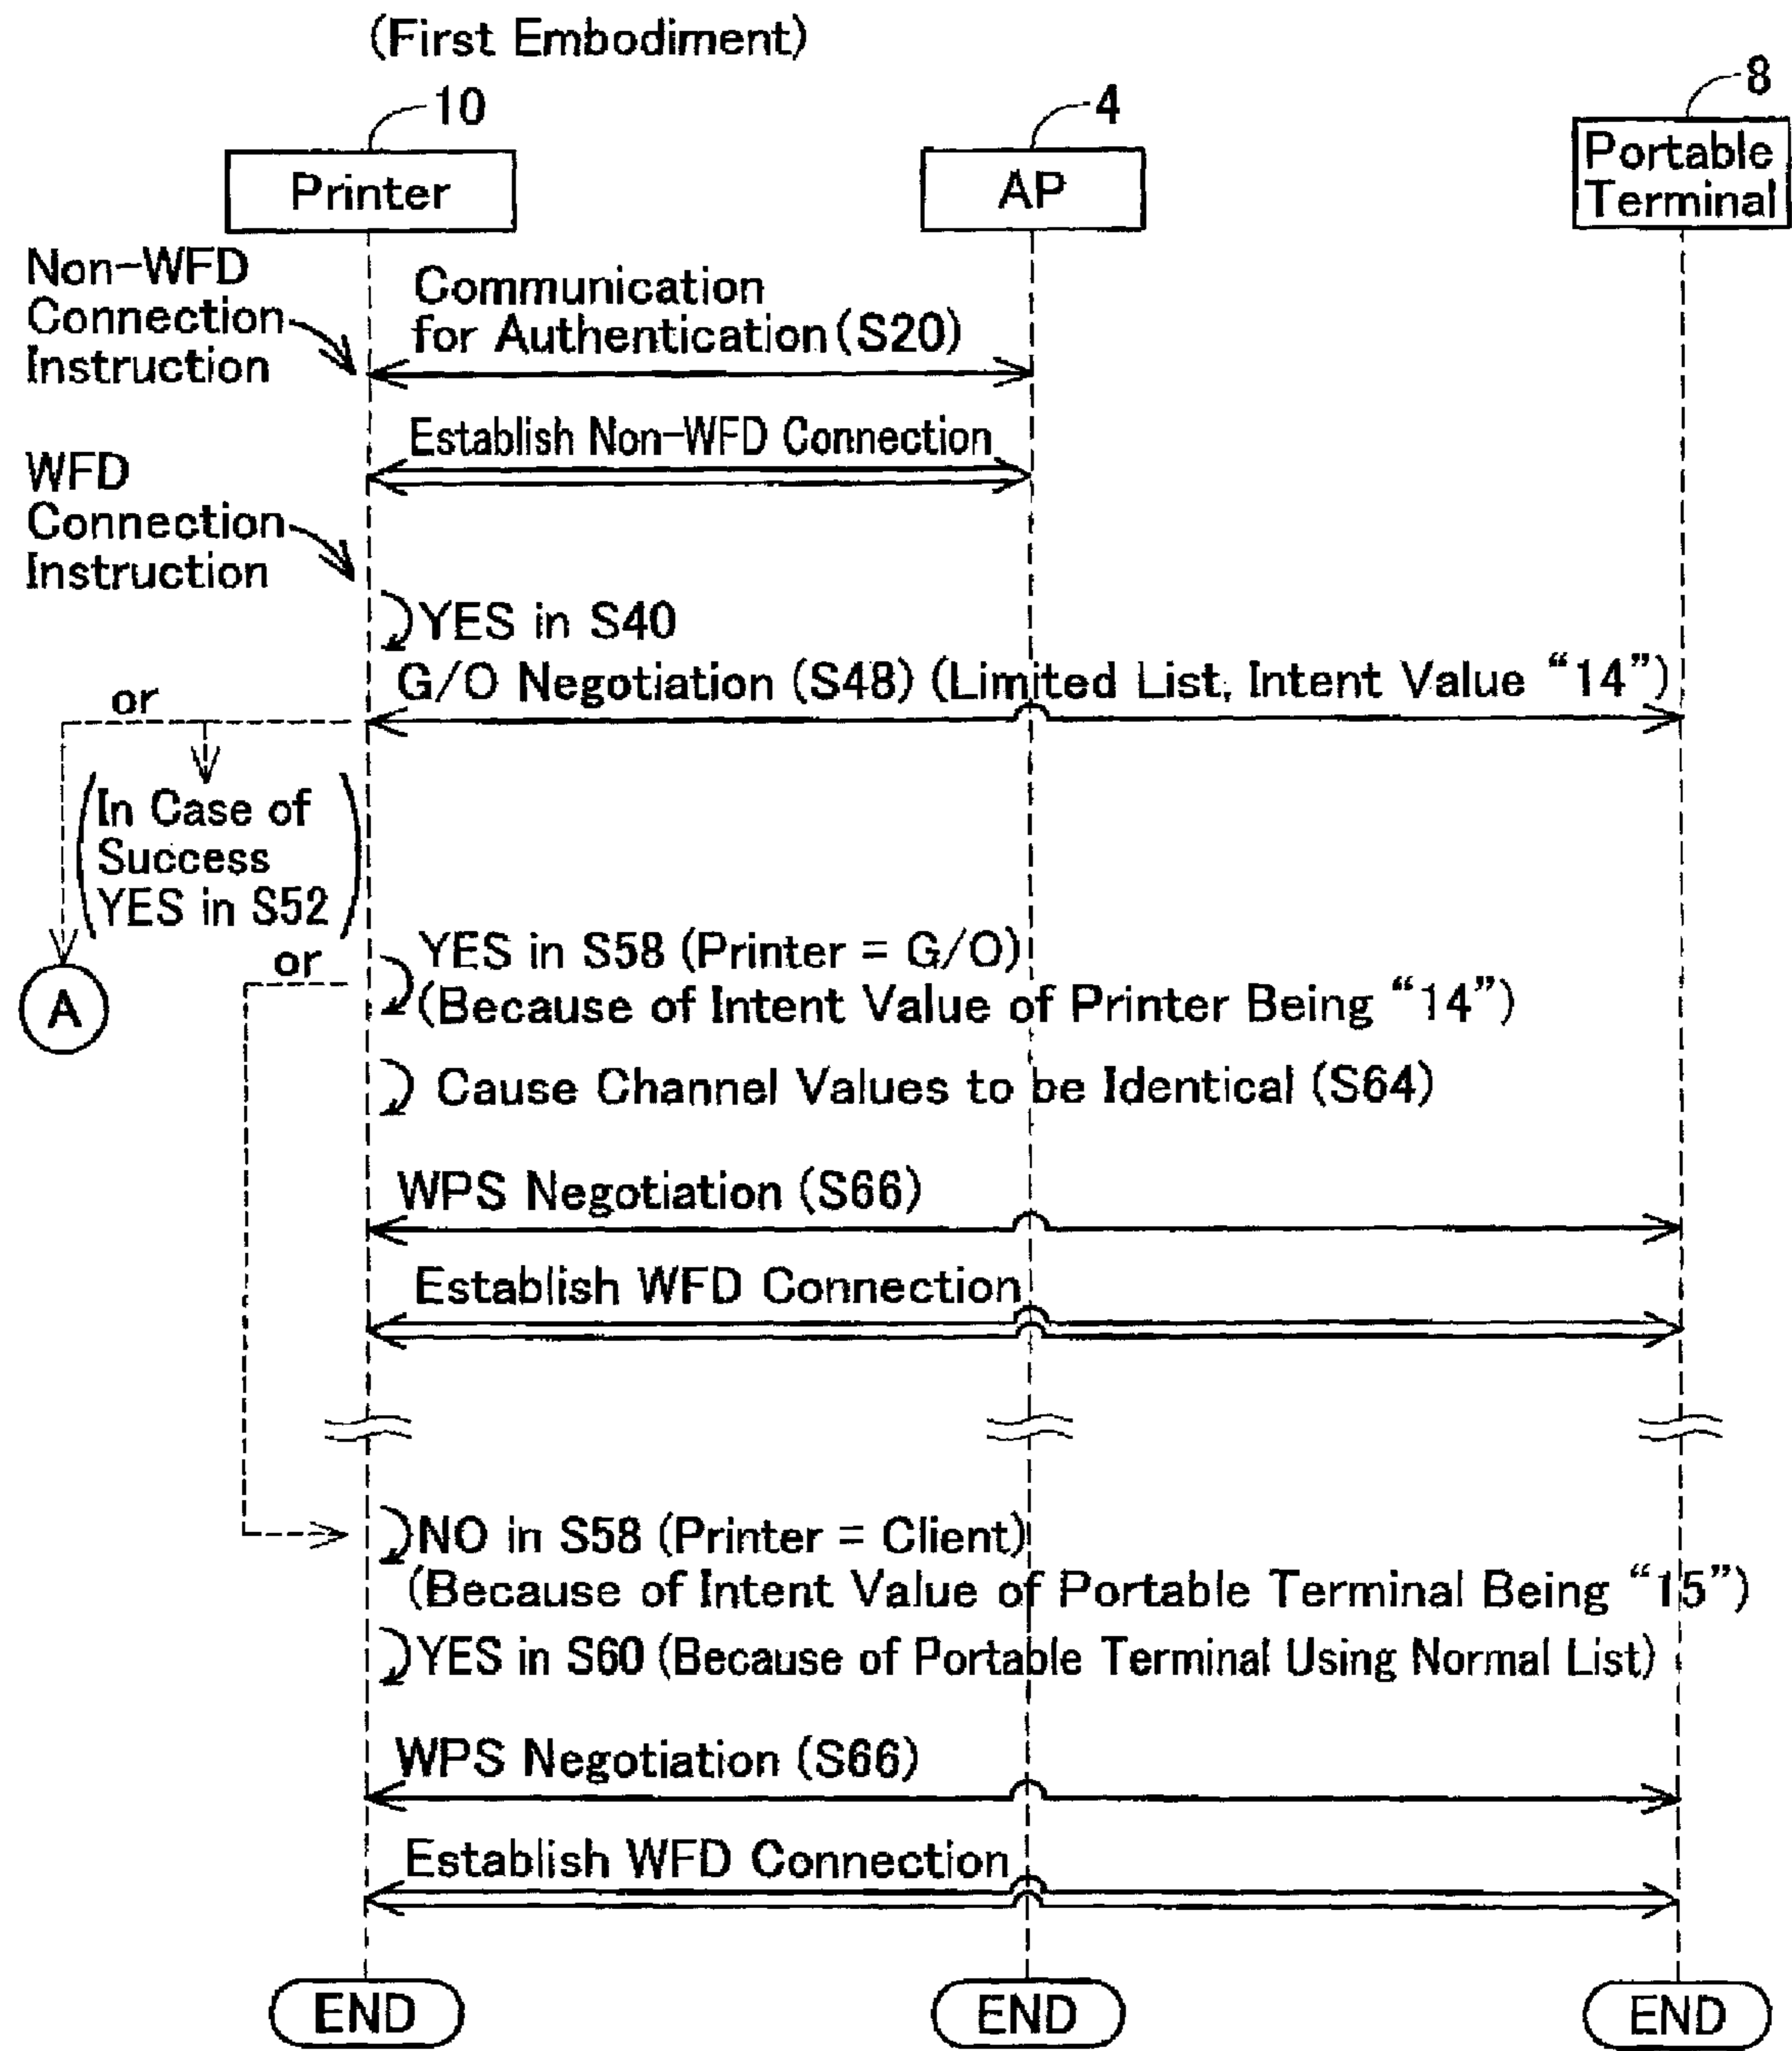 (First Embodiment)
10
4
8
Printer
AP
Portable
Terminal
Non-WFD
Connection
Instruction
Communication
for Authentication (S20)
Establish Non-WFD Connection
WFD
Connection
Instruction
YES in S40
G/O Negotiation (S48) (Limited List, Intent Value “14”)
or
In Case of
Success
YES in S52
A
or
YES in S58 (Printer = G/O)
(Because of Intent Value of Printer Being “14”)
Cause Channel Values to be Identical (S64)
WPS Negotiation (S66)
Establish WFD Connection
NO in S58 (Printer = Client)
(Because of Intent Value of Portable Terminal Being “15”)
YES in S60 (Because of Portable Terminal Using Normal List)
WPS Negotiation (S66)
Establish WFD Connection
END
END
END